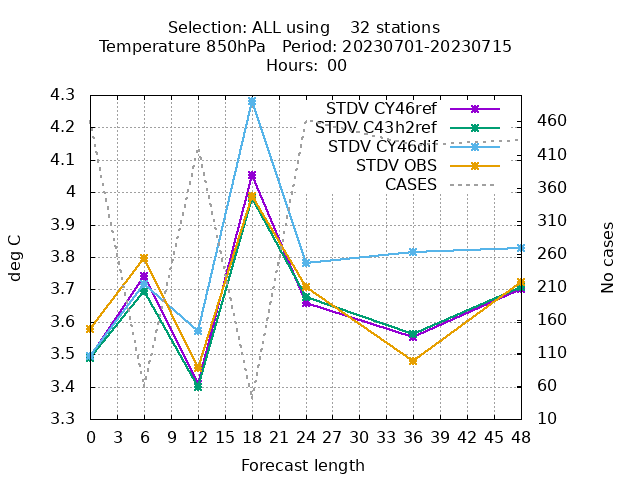 Selection: ALL using    32 stations
Temperature 850hPa   Period: 20230701-20230715
Hours:  00
STDV CY46ref
STDV C43h2ref
STDV CY46dif
STDV OBS
CASES
4.3
4.2
4.1
4
3.9
3.8
3.7
3.6
3.5
3.4
3.3
deg C
460
410
360
310
260
210
160
110
60
10
No cases
0 3 6 9 12 15 18 21 24 27 30 33 36 39 42 45 48
Forecast length